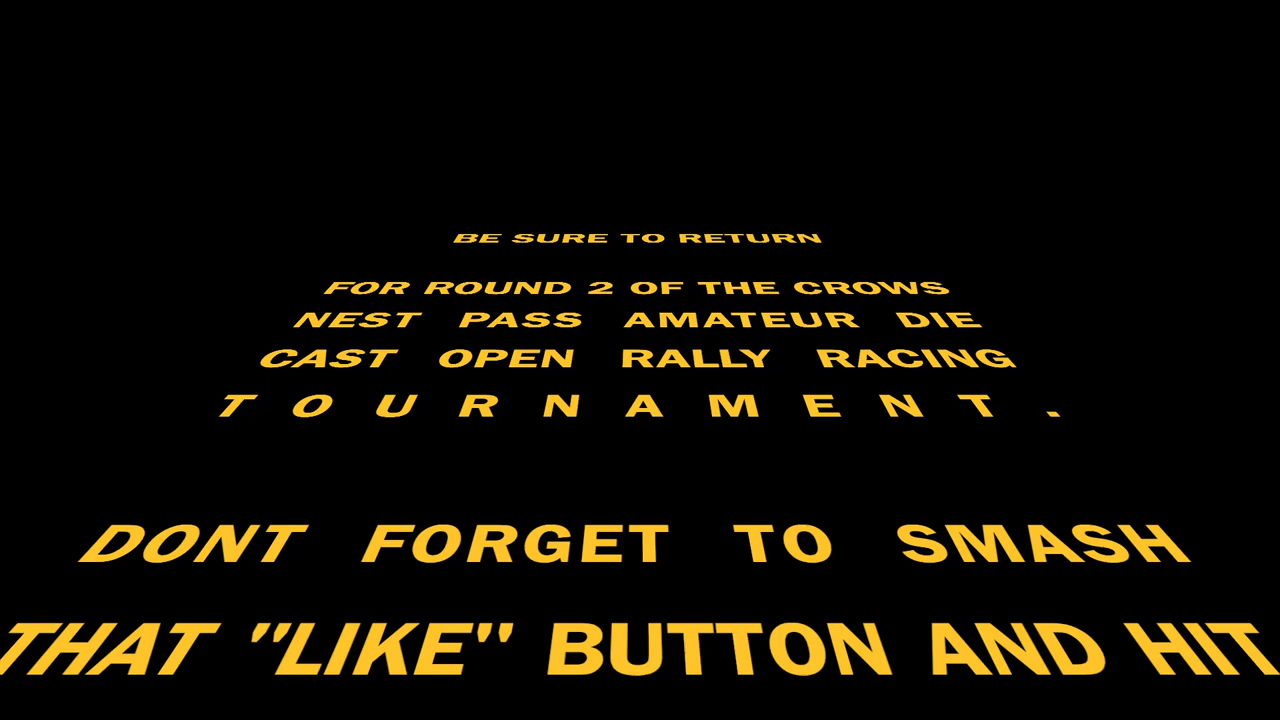 BE SURE TO RETURN
FOR ROUND 2 OF THE CROWS
NEST PASS AMATEUR DIE
CAST OPEN RALLY RACING
TOURNAMENT.
DONT FORGET TO SMASH
THAT "LIKE" BUTTON AND HIT